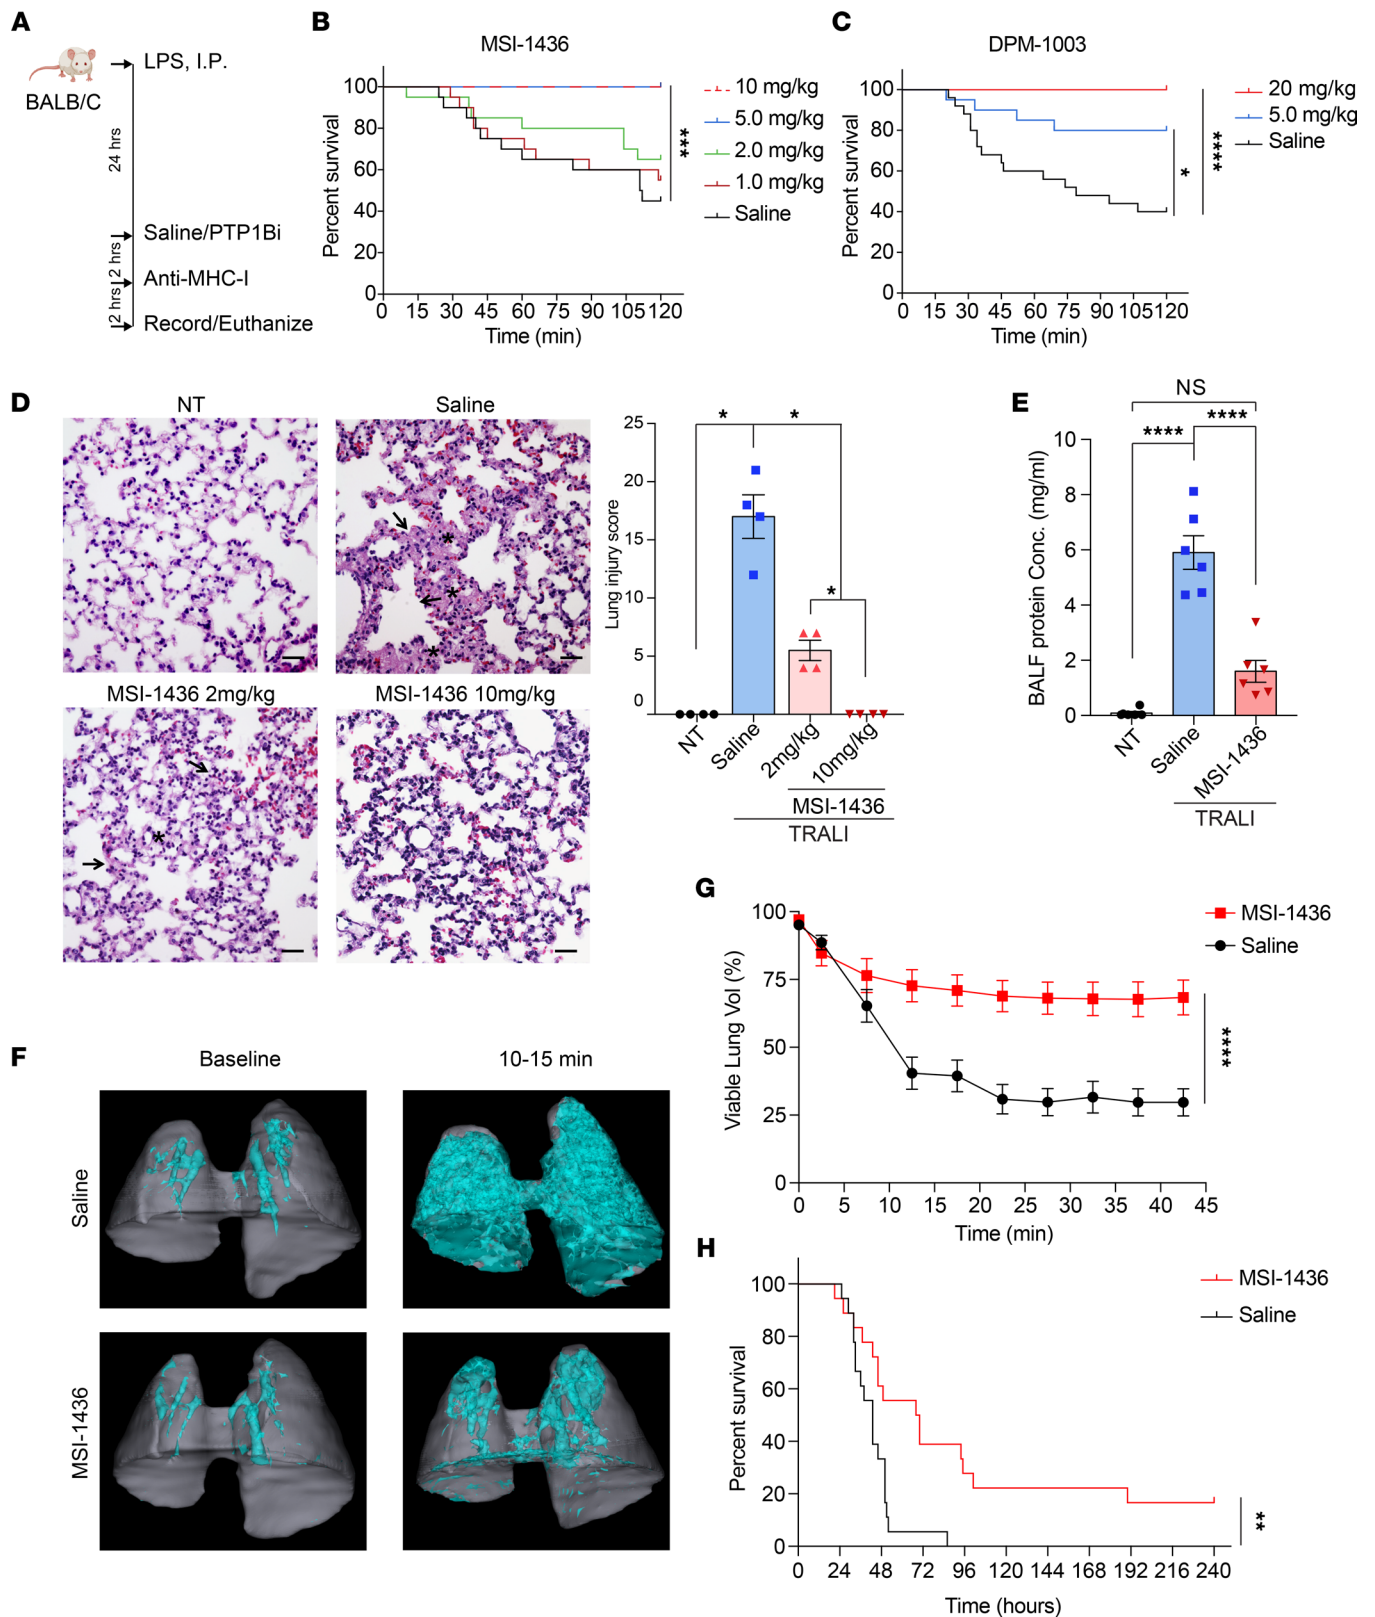 A
LPS, I.P.
BALB/C
24 hrs
Saline/PTP1Bi
2 hrs
Anti-MHC-I
2 hrs
Record/Euthanize
B
MSI-1436
Percent survival
100
80
60
40
20
0
0 15 30 45 60 75 90 105 120
Time (min)
10 mg/kg
5.0 mg/kg
2.0 mg/kg
1.0 mg/kg
Saline
***
C
DPM-1003
Percent survival
100
80
60
40
20
0
0 15 30 45 60 75 90 105 120
Time (min)
20 mg/kg
5.0 mg/kg
Saline
*
****
D
NT
Saline
*
*
*
MSI-1436 2mg/kg
MSI-1436 10mg/kg
*
Lung injury score
25
20
15
10
5
0
* *
*
NT
Saline
2mg/kg
10mg/kg
MSI-1436
TRALI
E
NS
****
****
BALF protein Conc. (mg/ml)
10
8
6
4
2
0
NT
Saline
MSI-1436
TRALI
F
Baseline
10-15 min
Saline
MSI-1436
G
Viable Lung Vol (%)
100
75
50
25
0
0 5 10 15 20 25 30 35 40 45
Time (min)
MSI-1436
Saline
****
H
Percent survival
100
80
60
40
20
0
0 24 48 72 96 120 144 168 192 216 240
Time (hours)
MSI-1436
Saline
**